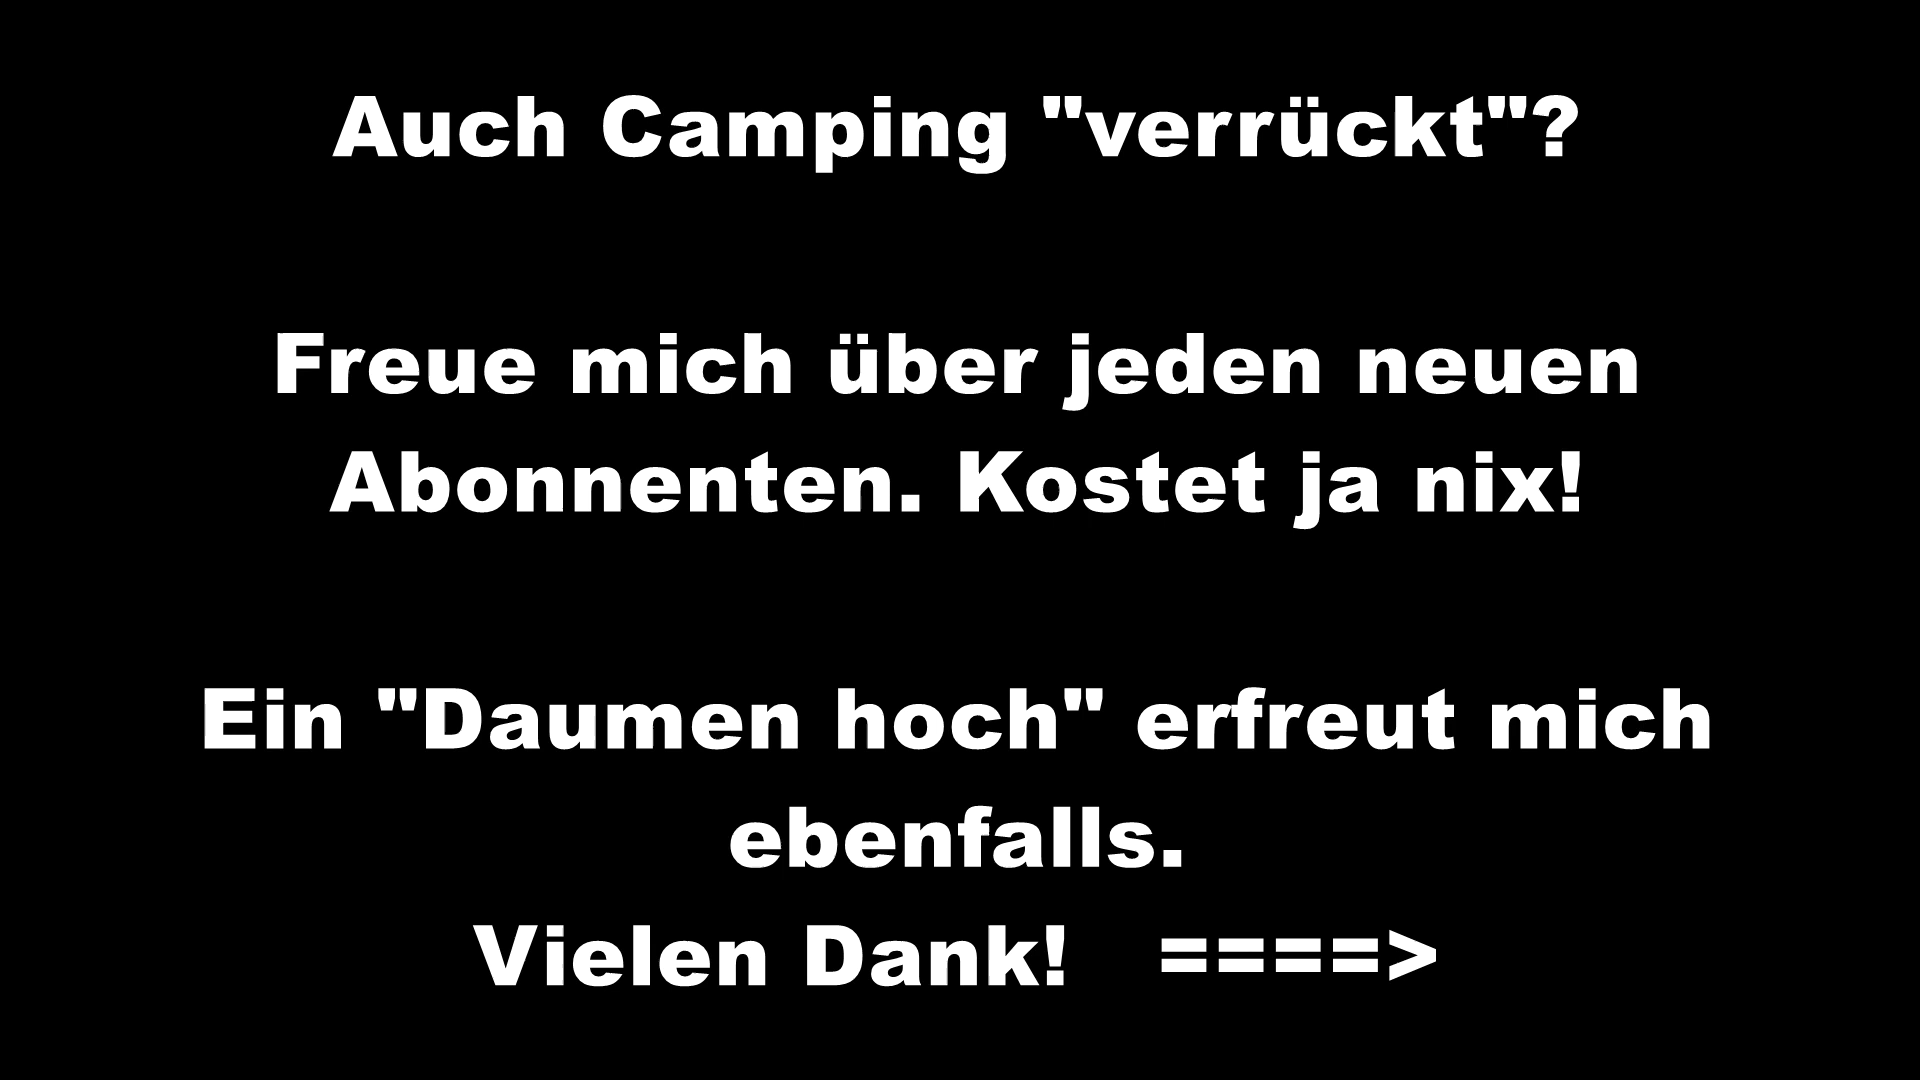 Auch Camping "verrückt"?
Freue mich über jeden neuen
Abonnenten. Kostet ja nix!
Ein "Daumen hoch" erfreut mich
ebenfalls.
Vielen Dank!   ====>